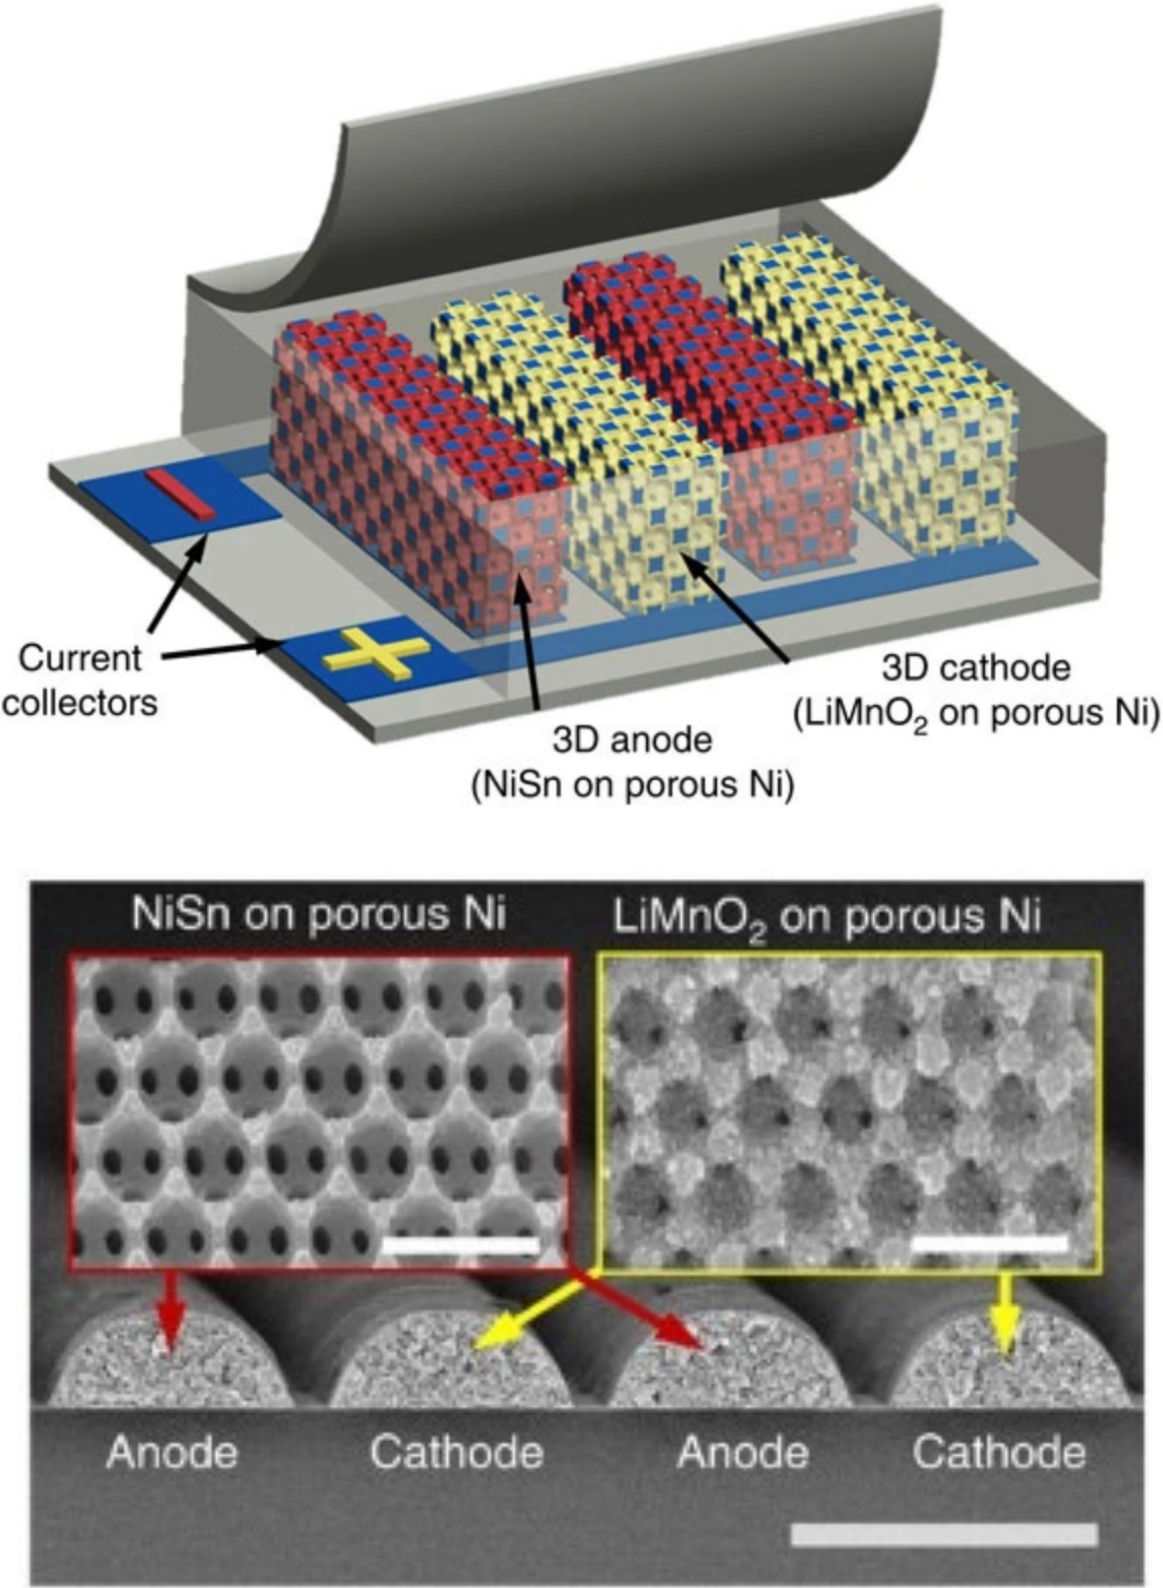 Current
collectors
3D cathode
(LiMnO₂ on porous Ni)
3D anode
(NiSn on porous Ni)
NiSn on porous Ni
LiMnO₂ on porous Ni
Anode
Cathode
Anode
Cathode